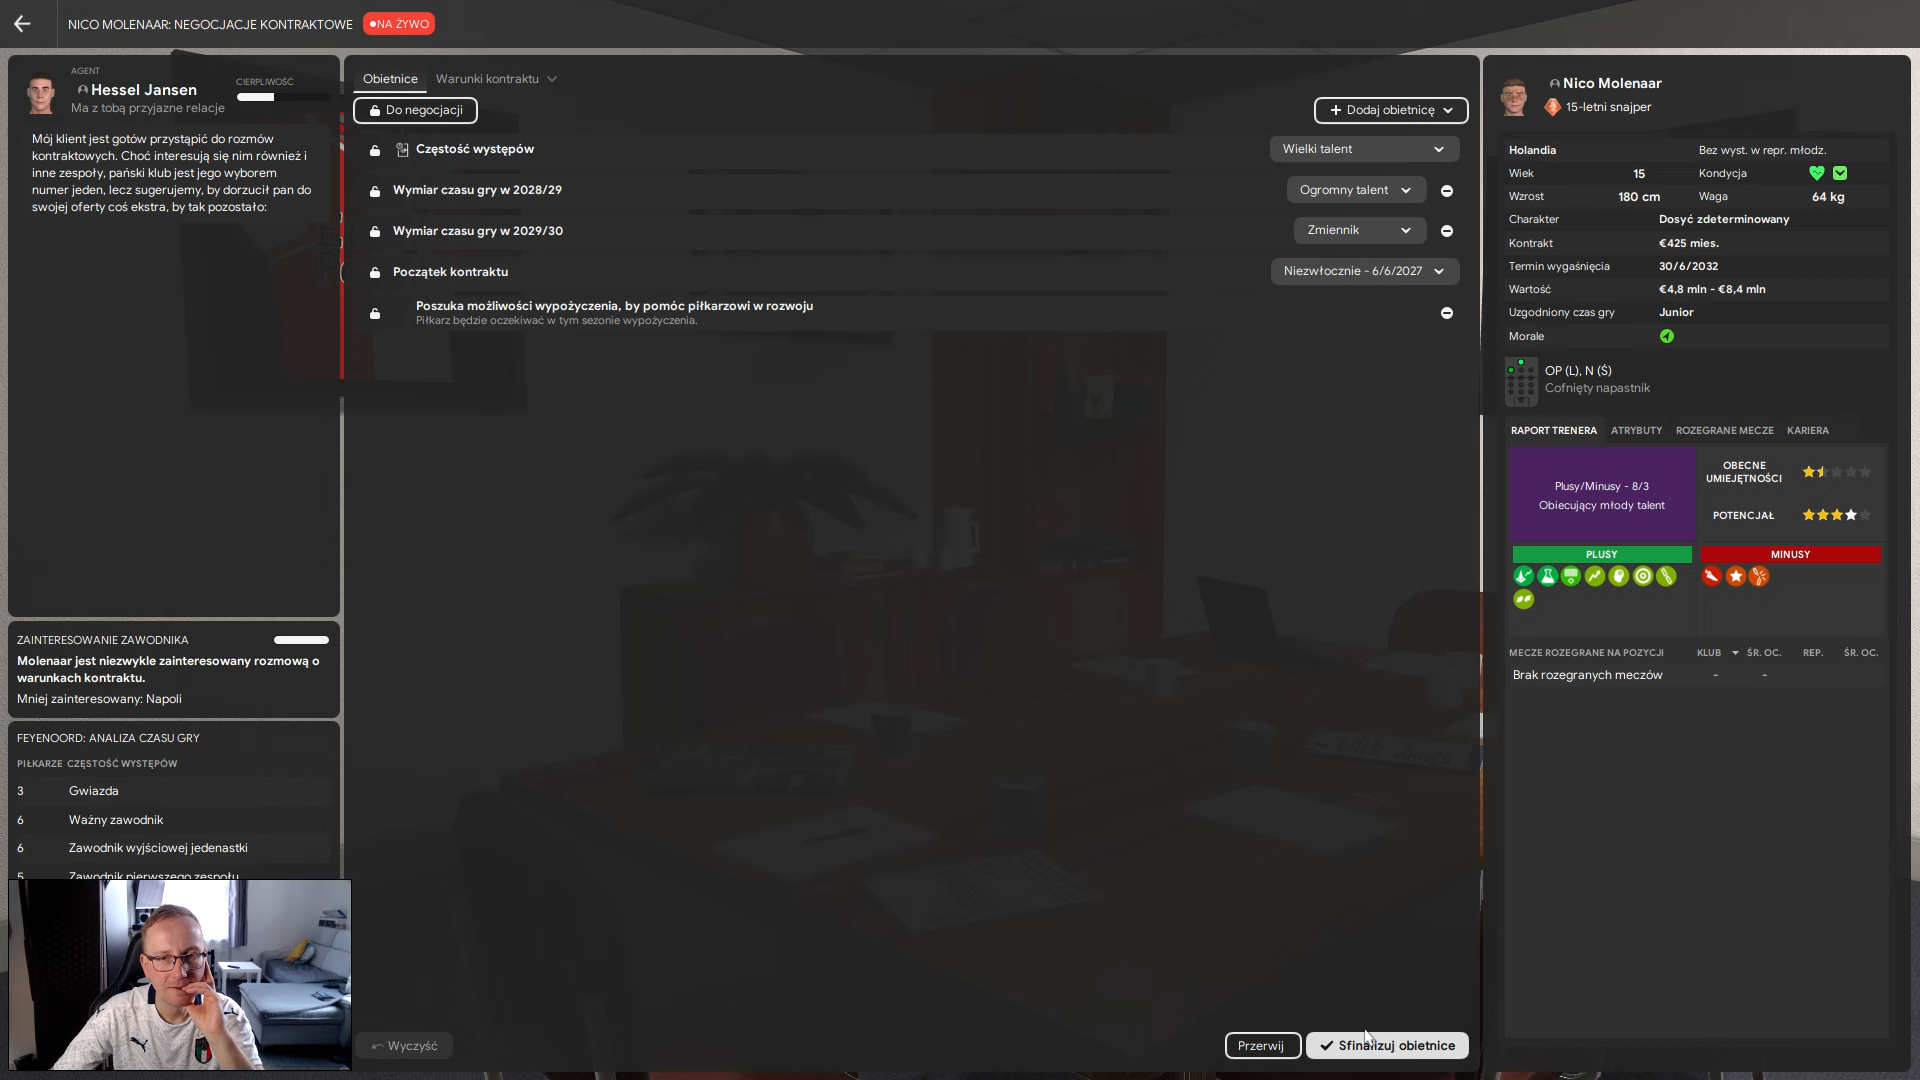 NICO MOLENAAR: NEGOCJACJE KONTRAKTOWE
NA ŻYWO
AGENT
Hessel Jansen
Ma z tobą przyjazne relacje
CIERPLIWOŚĆ
Mój klient jest gotów przystąpić do rozmów
kontraktowych. Choć interesują się nim również i
inne zespoły, pański klub jest jego wyborem
numer jeden, lecz sugerujemy, by dorzucił pan do
swojej oferty coś ekstra, by tak pozostało:
ZAINTERESOWANIE ZAWODNIKA
Molenaar jest niezwykle zainteresowany rozmową o
warunkach kontraktu.
Mniej zainteresowany: Napoli
FEYENOORD: ANALIZA CZASU GRY
PIŁKARZE CZĘSTOŚĆ WYSTĘPÓW
3 Gwiazda
6 Ważny zawodnik
6 Zawodnik wyjściowej jedenastki
5 Zawodnik pierwszego zespołu
Obietnice Warunki kontraktu
Do negocjacji
+ Dodaj obietnicę
Częstość występów Wielki talent
Wymiar czasu gry w 2028/29 Ogromny talent
Wymiar czasu gry w 2029/30 Zmiennik
Początek kontraktu Niezwłocznie - 6/6/2027
Poszuka możliwości wypożyczenia, by pomóc piłkarzowi w rozwoju
Piłkarz będzie oczekiwać w tym sezonie wypożyczenia.
Wyczyść
Przerwij
Sfinalizuj obietnice
Nico Molenaar
15-letni snajper
Holandia Bez wyst. w repr. młodz.
Wiek 15 Kondycja
Wzrost 180 cm Waga 64 kg
Charakter Dosyć zdeterminowany
Kontrakt €425 mies.
Termin wygaśnięcia 30/6/2032
Wartość €4,8 mln - €8,4 mln
Uzgodniony czas gry Junior
Morale
OP (L), N (Ś)
Cofnięty napastnik
RAPORT TRENERA ATRYBUTY ROZEGRANE MECZE KARIERA
Plusy/Minusy - 8/3
Obiecujący młody talent
OBECNE
UMIEJĘTNOŚCI
POTENCJAŁ
PLUSY MINUSY
MECZE ROZEGRANE NA POZYCJI KLUB ŚR. OC. REP. ŚR. OC.
Brak rozegranych meczów - -